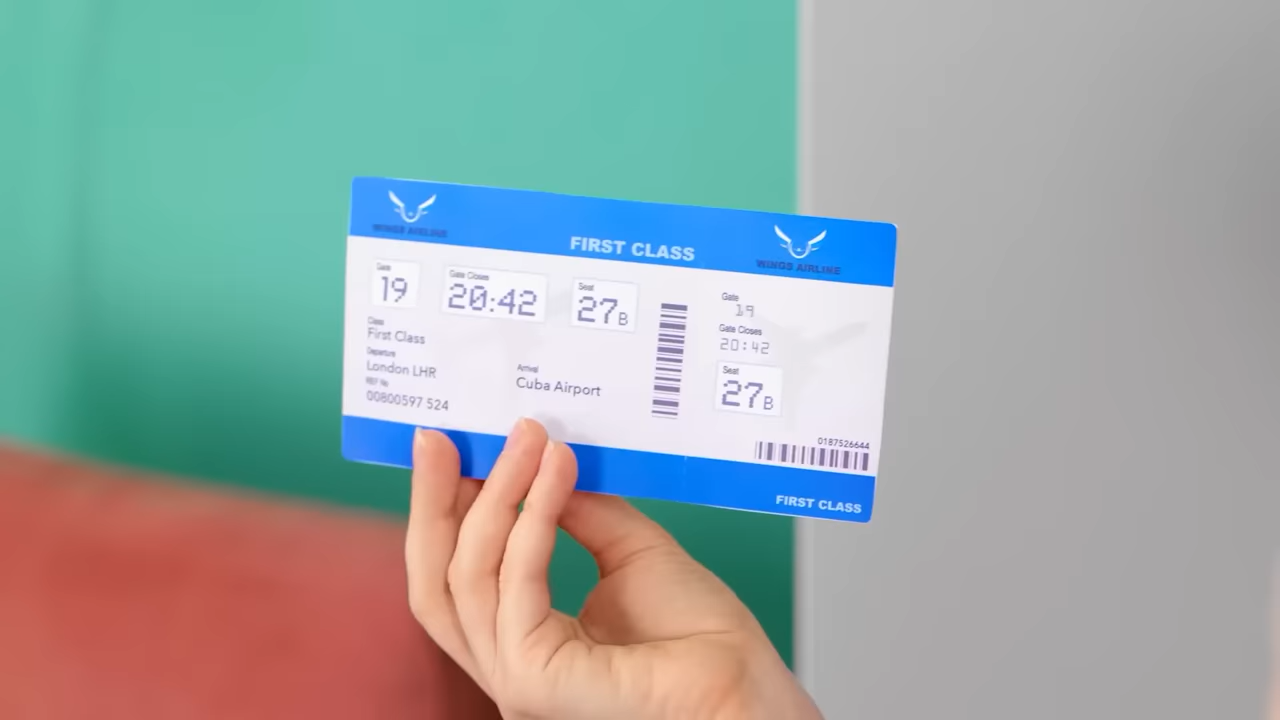 WINGS AIRLINE
FIRST CLASS
WINGS AIRLINE
Gate
19
Gate Closes
20:42
Seat
27B
Class
First Class
Departure
London LHR
REF No
00800597 524
Arrival
Cuba Airport
Gate
19
Gate Closes
20:42
Seat
27B
0187526644
FIRST CLASS